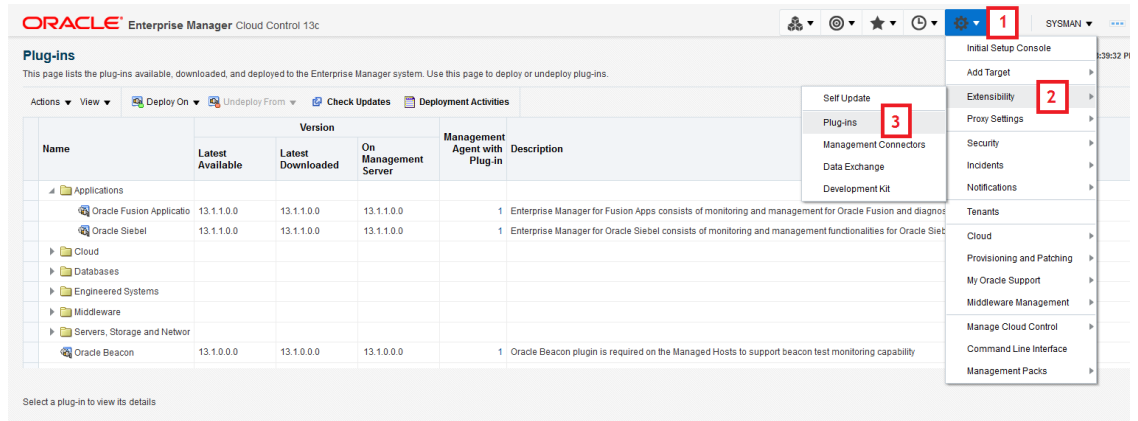 ORACLE Enterprise Manager Cloud Control 13c
1
SYSMAN
Plug-ins
This page lists the plug-ins available, downloaded, and deployed to the Enterprise Manager system. Use this page to deploy or undeploy plug-ins.
:39:32
Actions View Deploy On Undeploy From Check Updates Deployment Activities
Version
Name
Latest Available
Latest Downloaded
On Management Server
Management Agent with Plug-in
Description
Applications
Oracle Fusion Applicatio 13.1.1.0.0 13.1.1.0.0 13.1.1.0.0 1 Enterprise Manager for Fusion Apps consists of monitoring and management for Oracle Fusion and diagnos
Oracle Siebel 13.1.1.0.0 13.1.1.0.0 13.1.1.0.0 1 Enterprise Manager for Oracle Siebel consists of monitoring and management functionalities for Oracle Sieb
Cloud
Databases
Engineered Systems
Middleware
Servers, Storage and Networ
Oracle Beacon 13.1.0.0.0 13.1.0.0.0 13.1.0.0.0 1 Oracle Beacon plugin is required on the Managed Hosts to support beacon test monitoring capability
Select a plug-in to view its details
Self Update
Plug-ins 3
Management Connectors
Data Exchange
Development Kit
Initial Setup Console
Add Target
Extensibility 2
Proxy Settings
Security
Incidents
Notifications
Tenants
Cloud
Provisioning and Patching
My Oracle Support
Middleware Management
Manage Cloud Control
Command Line Interface
Management Packs